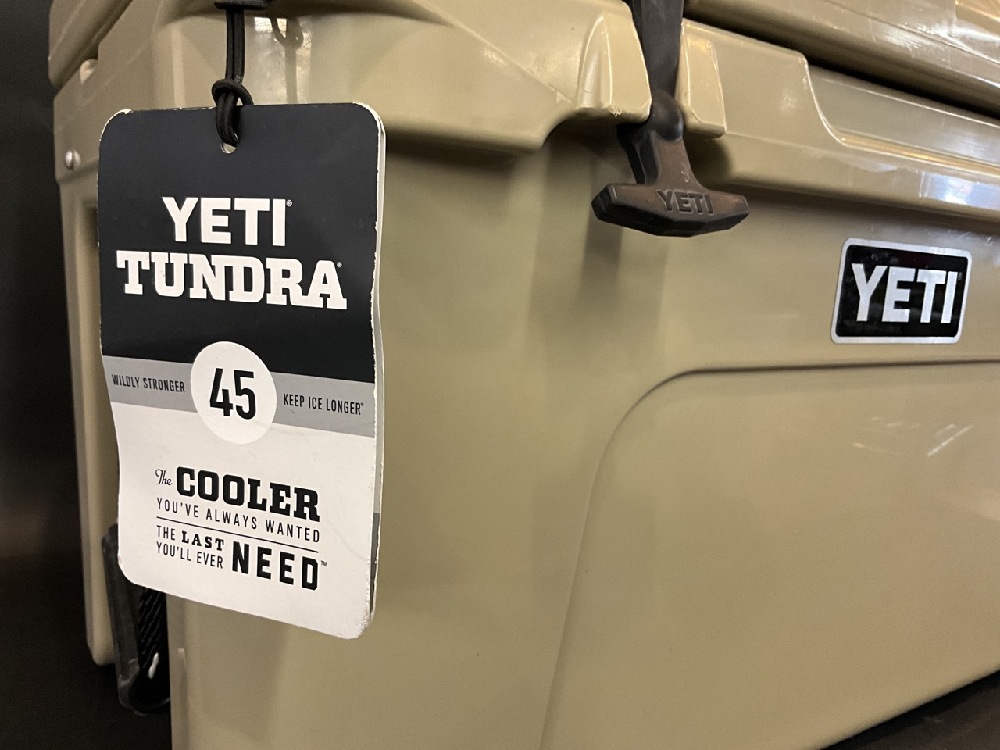 YETI®
TUNDRA®
WILDLY STRONGER
45
KEEP ICE LONGER®
The COOLER
YOU'VE ALWAYS WANTED
THE LAST
YOU'LL EVER
NEED™
YETI
YETI